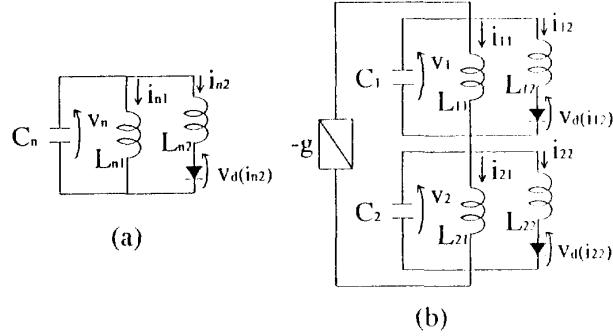 Cn
vn
in1
Ln1
in2
Ln2
vd(in2)
(a)
-g
C1
v1
i11
L11
i12
L12
vd(i12)
C2
v2
i21
L21
i22
L22
vd(i22)
(b)